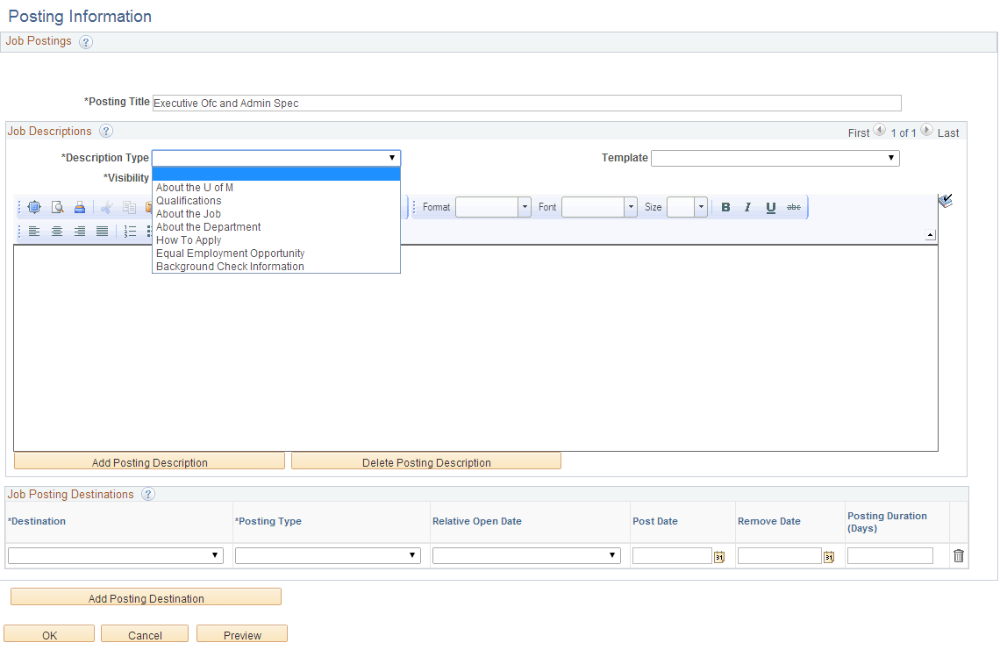 Posting Information
Job Postings ?
*Posting Title Executive Ofc and Admin Spec
Job Descriptions ? First 1 of 1 Last
*Description Type Template
*Visibility
About the U of M
Qualifications
About the Job
About the Department
How To Apply
Equal Employment Opportunity
Background Check Information
Format Font Size B I U abc
Add Posting Description Delete Posting Description
Job Posting Destinations ?
*Destination *Posting Type Relative Open Date Post Date Remove Date Posting Duration (Days)
31 31
Add Posting Destination
OK Cancel Preview